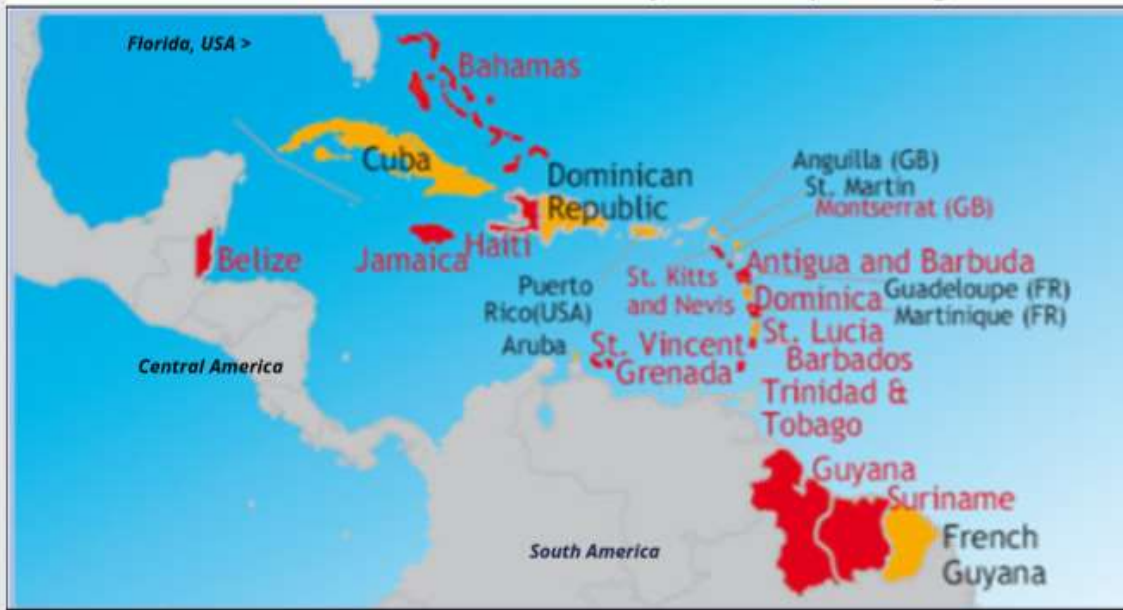 Florida, USA >
Bahamas
Cuba
Dominican
Republic
Anguilla (GB)
St. Martin
Montserrat (GB)
Belize
Jamaica
Haiti
Puerto
Rico(USA)
St. Kitts
and Nevis
Antigua and Barbuda
Guadeloupe (FR)
Dominica
Martinique (FR)
Aruba
St. Vincent
St. Lucia
Central America
Grenada
Barbados
Trinidad &
Tobago
Guyana
Suriname
South America
French
Guyana